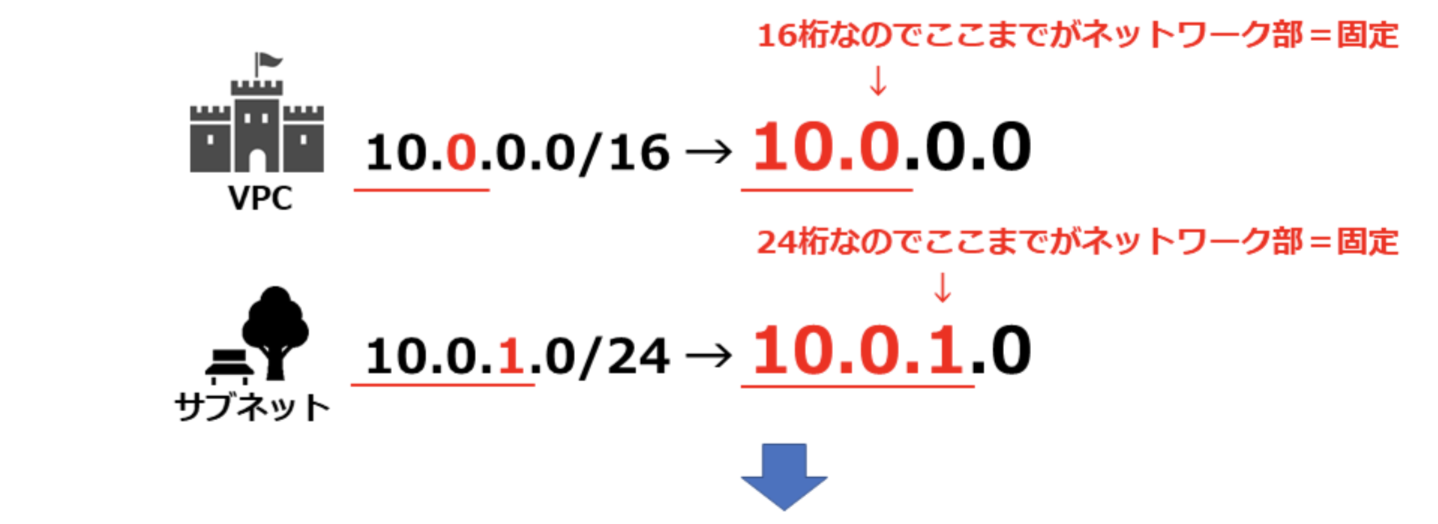 16桁なのでここまでがネットワーク部＝固定
↓
10.0.0.0/16 → 10.0.0.0
VPC
24桁なのでここまでがネットワーク部＝固定
↓
10.0.1.0/24 → 10.0.1.0
サブネット